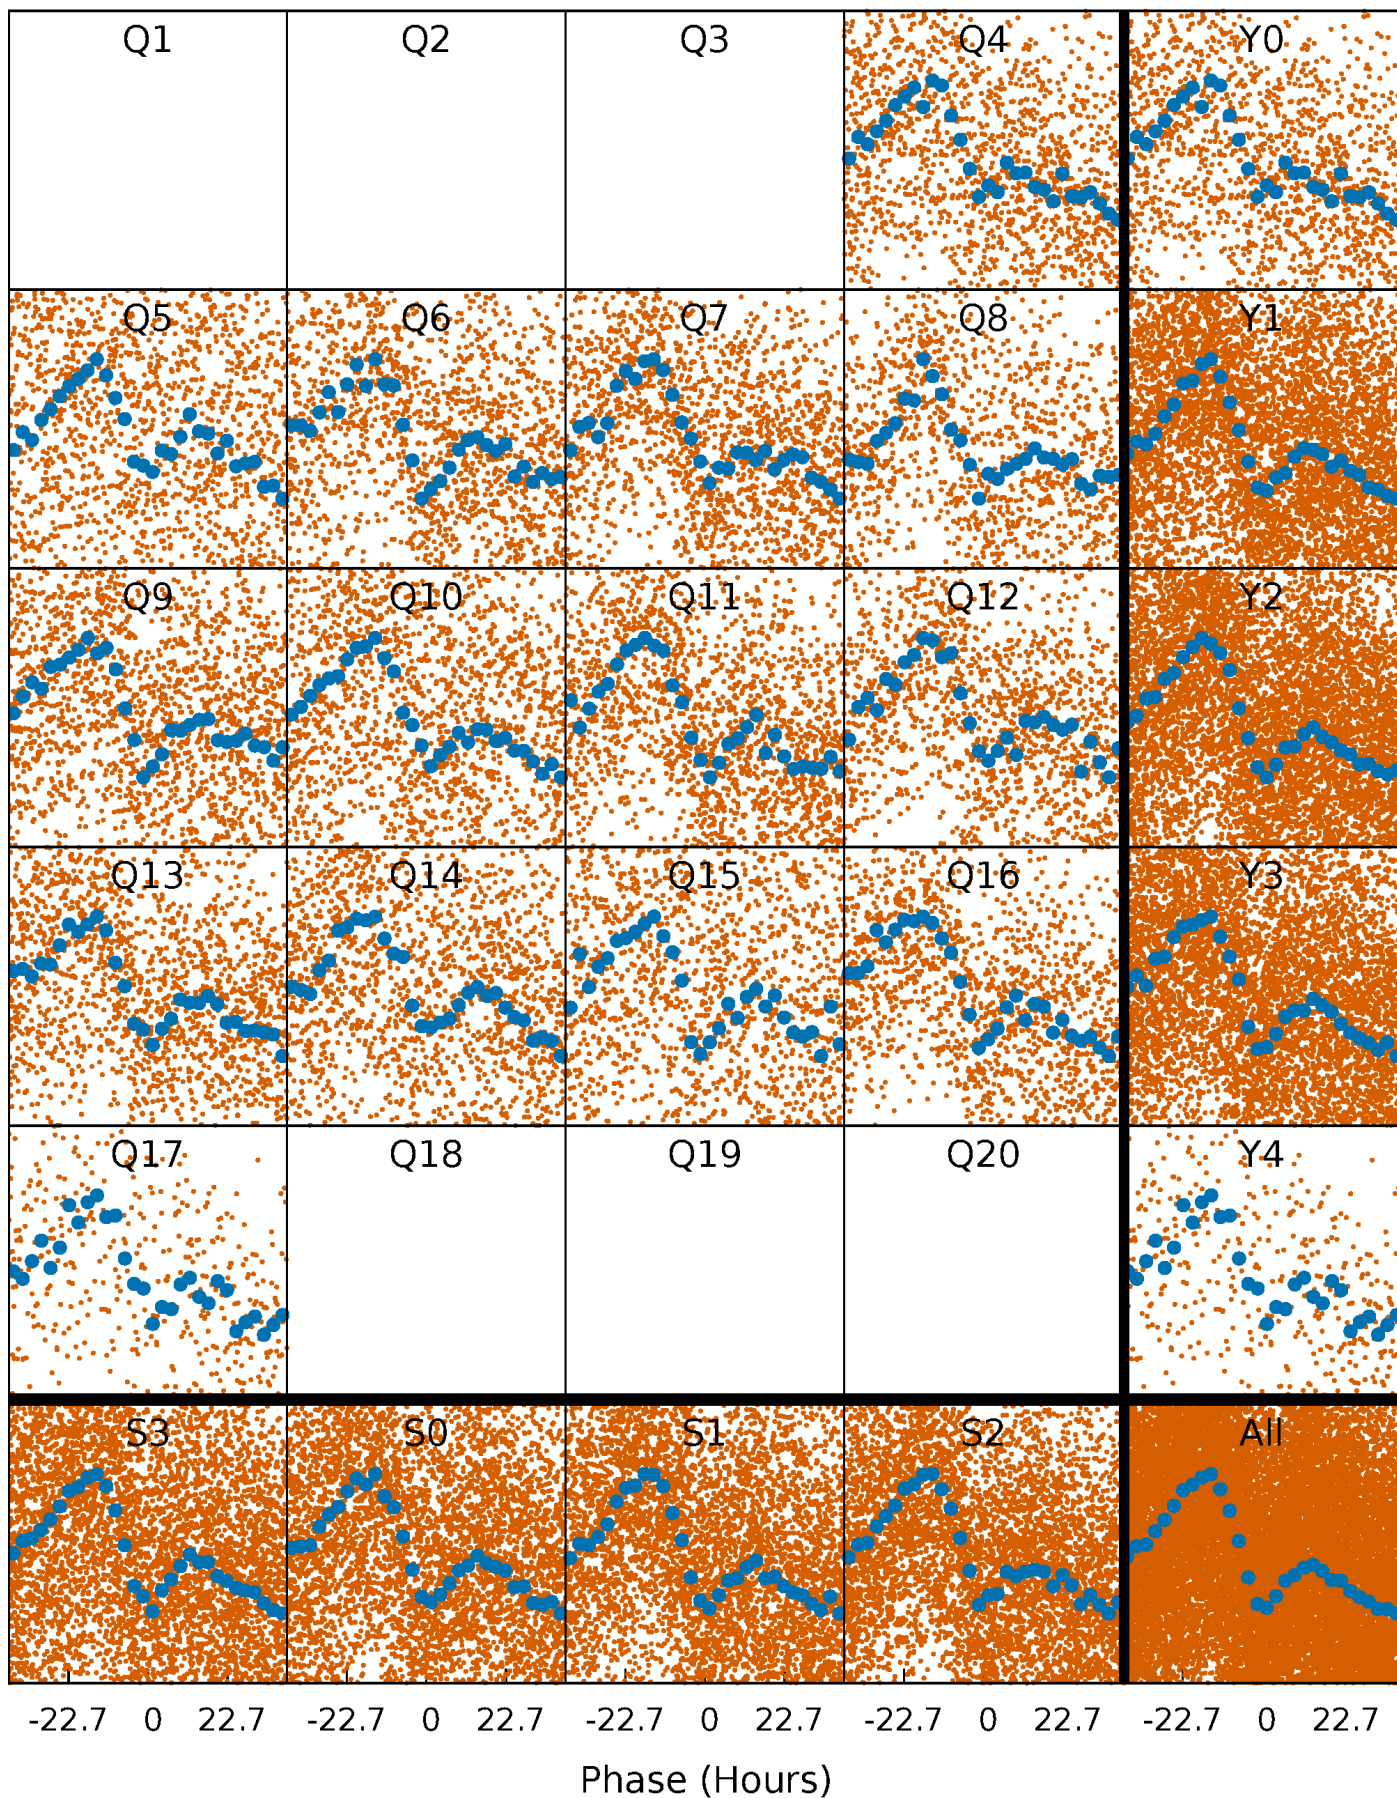 Q1 Q2 Q3 Q4 Y0
Q5 Q6 Q7 Q8 Y1
Q9 Q10 Q11 Q12 Y2
Q13 Q14 Q15 Q16 Y3
Q17 Q18 Q19 Q20 Y4
S3 S0 S1 S2 All
-22.7 0 22.7 -22.7 0 22.7 -22.7 0 22.7 -22.7 0 22.7 -22.7 0 22.7
Phase (Hours)